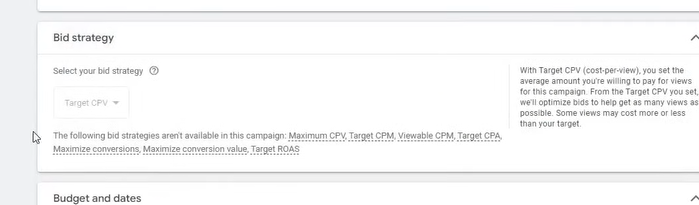 Bid strategy
Select your bid strategy
Target CPV
With Target CPV (cost-per-view), you set the
average amount you're willing to pay for views
for this campaign. From the Target CPV you set,
we'll optimize bids to help get as many views as
possible. Some views may cost more or less
than your target.
The following bid strategies aren't available in this campaign: Maximum CPV, Target CPM, Viewable CPM, Target CPA,
Maximize conversions, Maximize conversion value, Target ROAS
Budget and dates